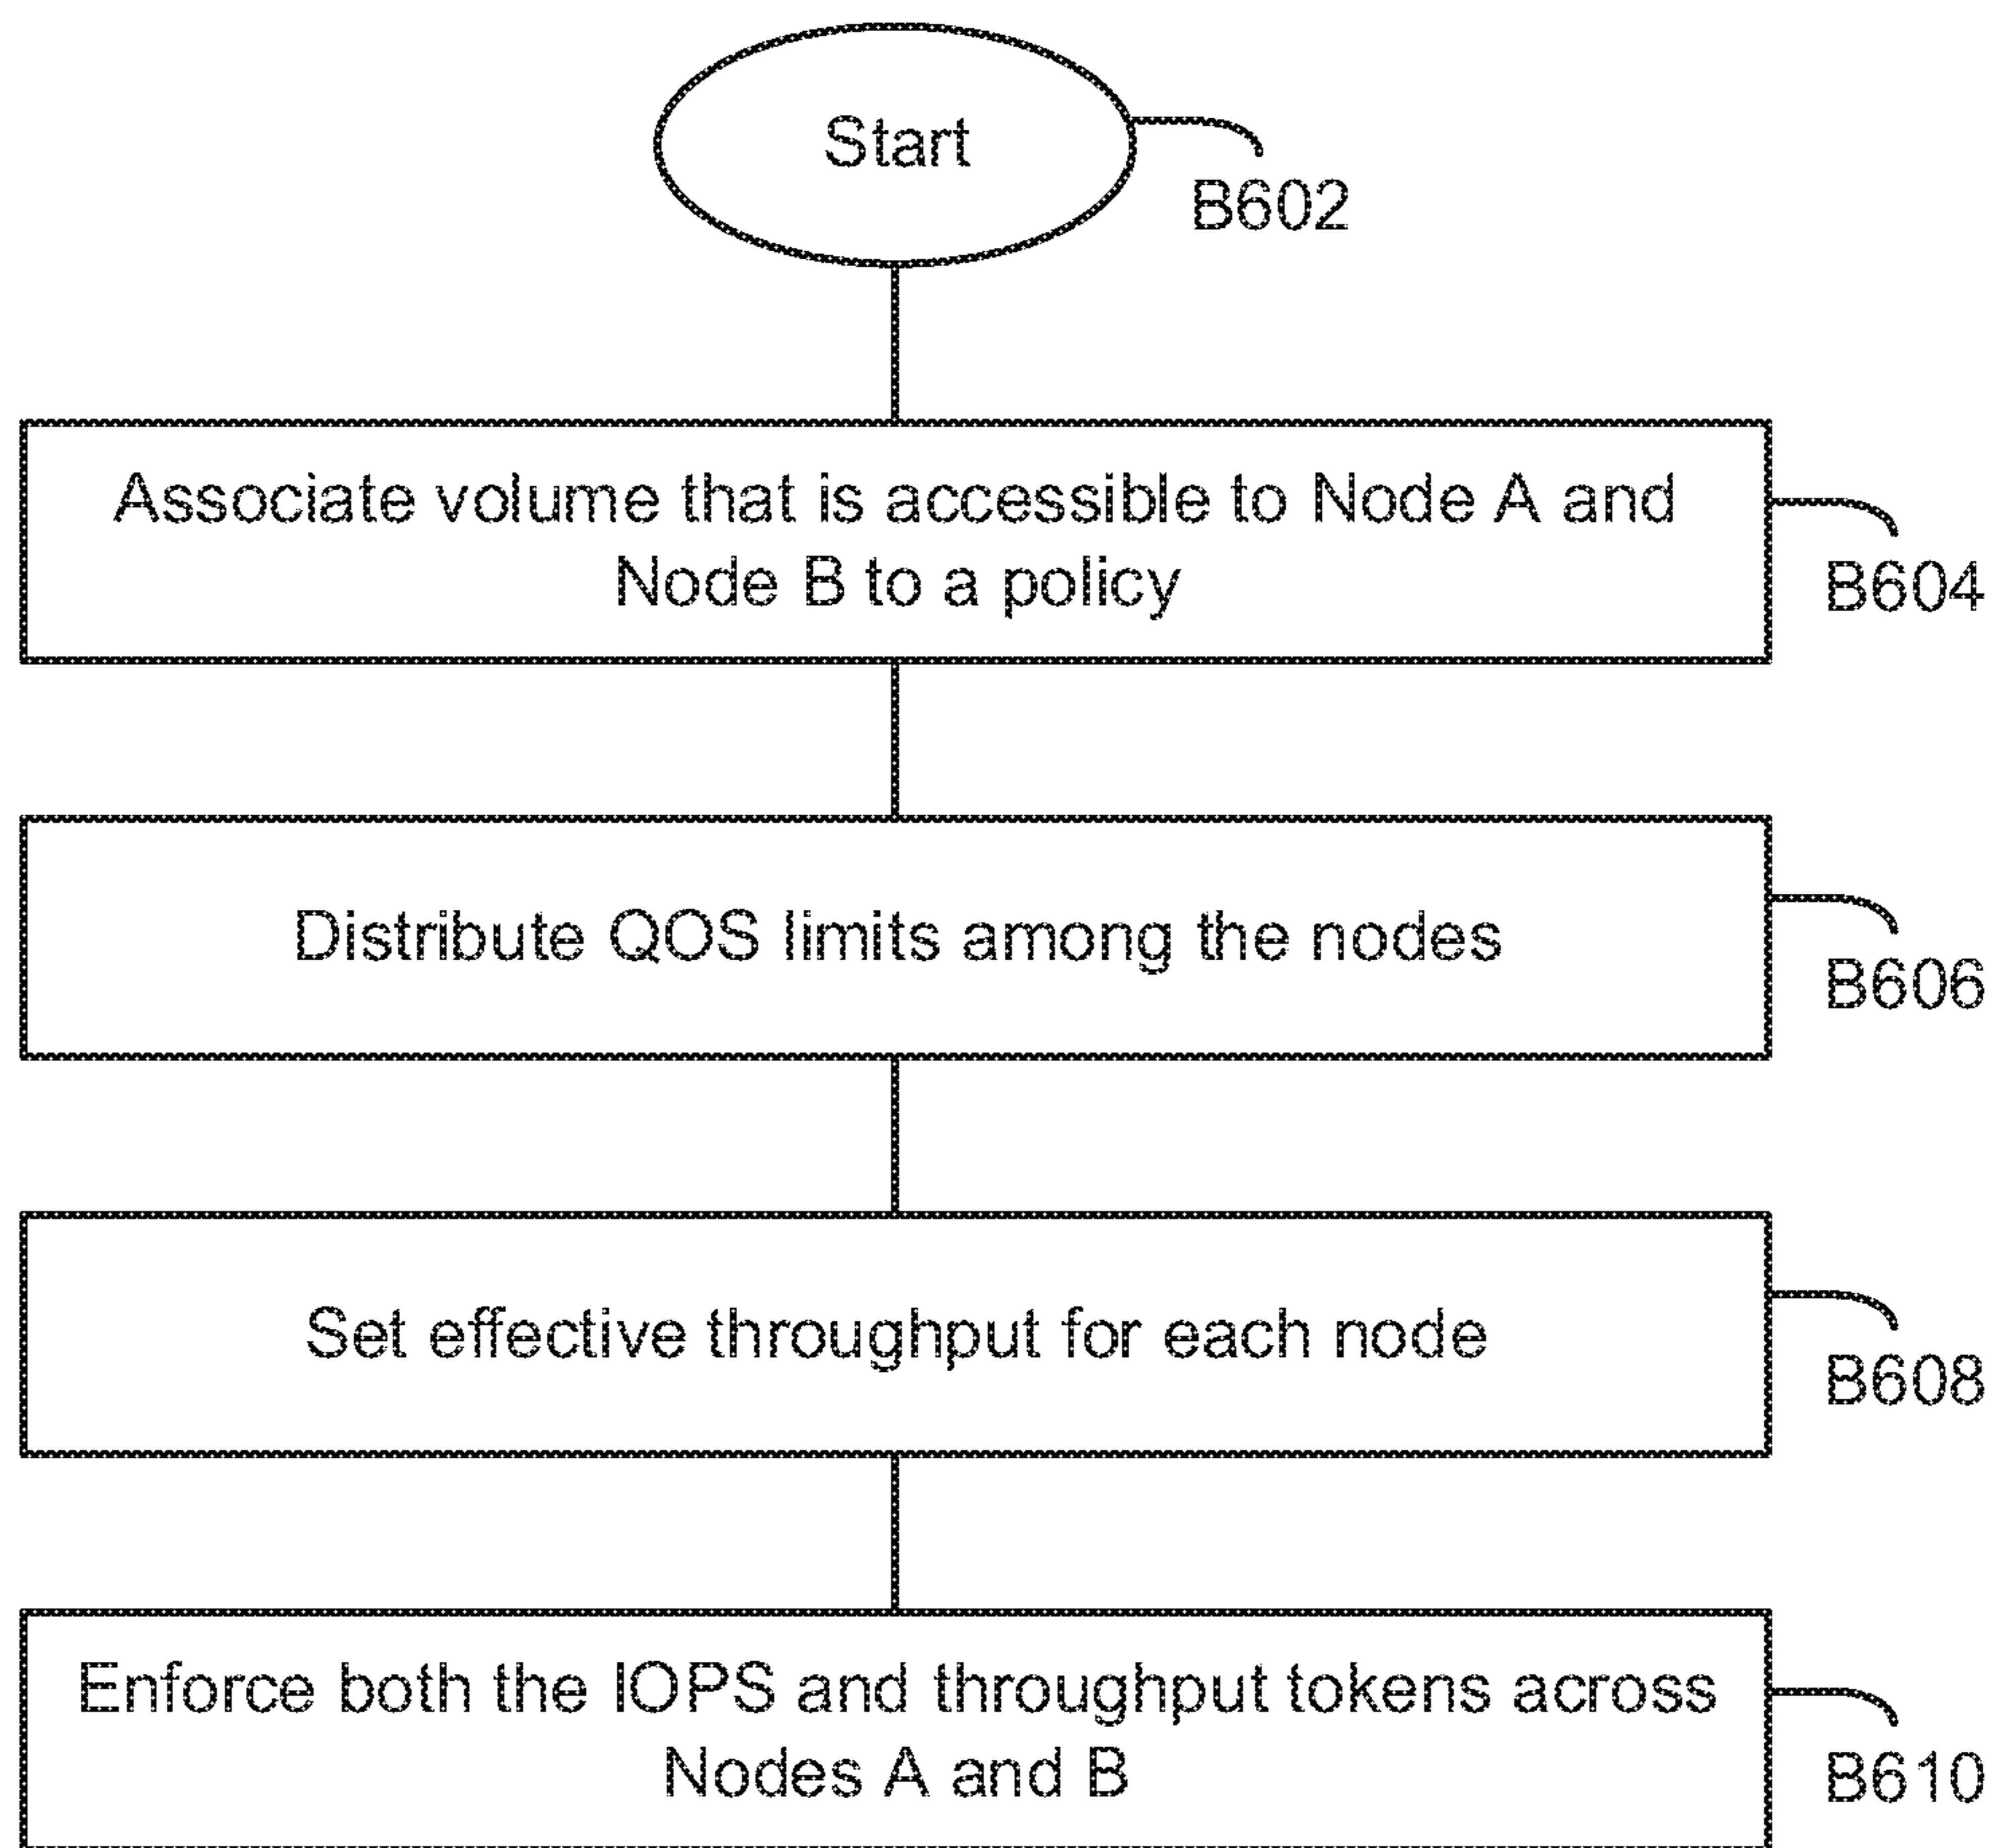 Start
B602
Associate volume that is accessible to Node A and
Node B to a policy
B604
Distribute QOS limits among the nodes
B606
Set effective throughput for each node
B608
Enforce both the IOPS and throughput tokens across
Nodes A and B
B610